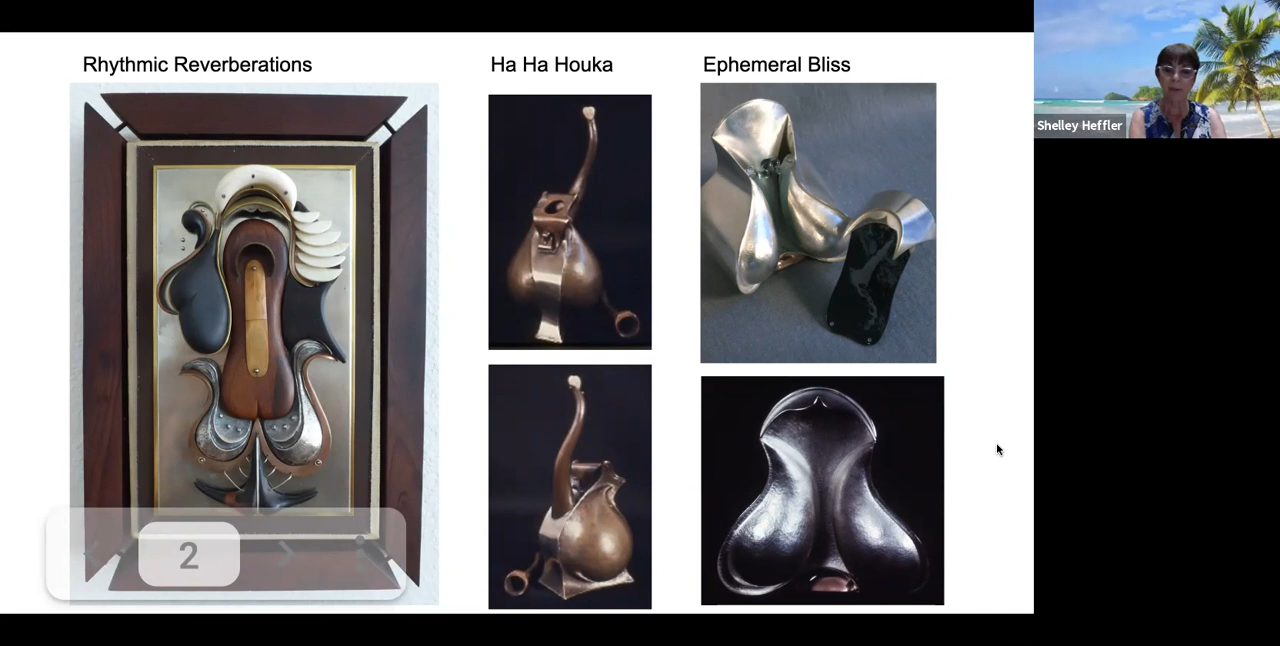 Rhythmic Reverberations
Ha Ha Houka
Ephemeral Bliss
Shelley Heffler
2